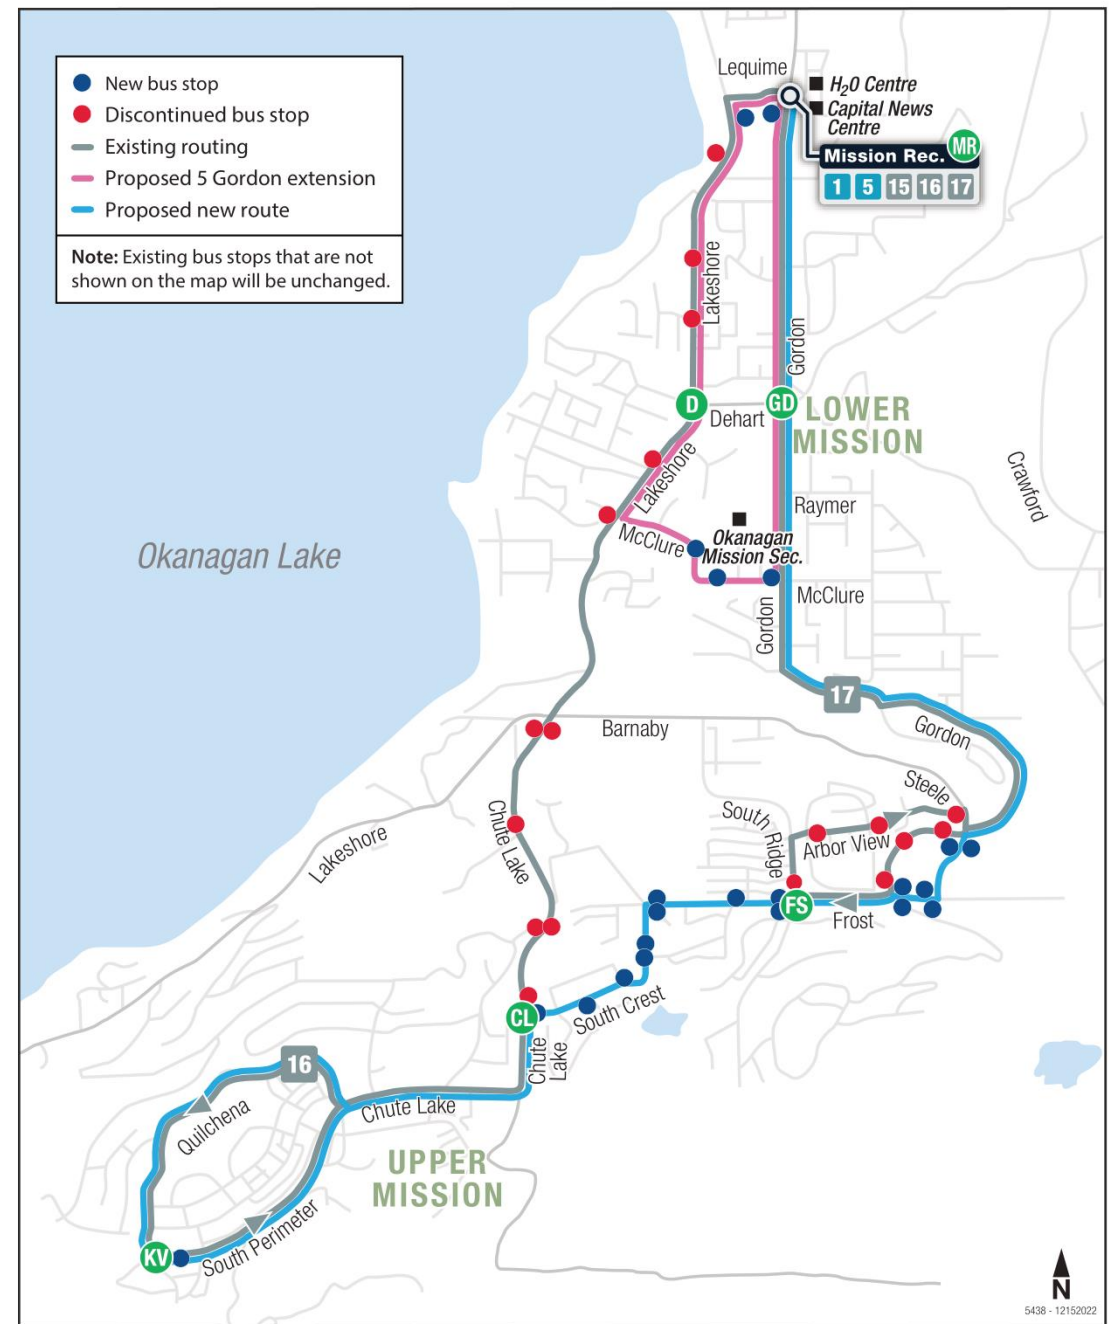 New bus stop
Discontinued bus stop
Existing routing
Proposed 5 Gordon extension
Proposed new route
Note: Existing bus stops that are not
shown on the map will be unchanged.
Lequime
H₂O Centre
Capital News
Centre
MR
Mission Rec.
1 5 15 16 17
Lakeshore
Gordon
D
Dehart
GD
LOWER
MISSION
Lakeshore
Crawford
Raymer
McClure
Okanagan
Mission Sec.
Okanagan Lake
McClure
Gordon
17
Barnaby
Gordon
Steele
South Ridge
Arbor View
Chute Lake
Lakeshore
FS
Frost
South Crest
CL
Chute
Lake
16
Quilchena
Chute Lake
UPPER
MISSION
South Perimeter
KV
N
5438 - 12152022